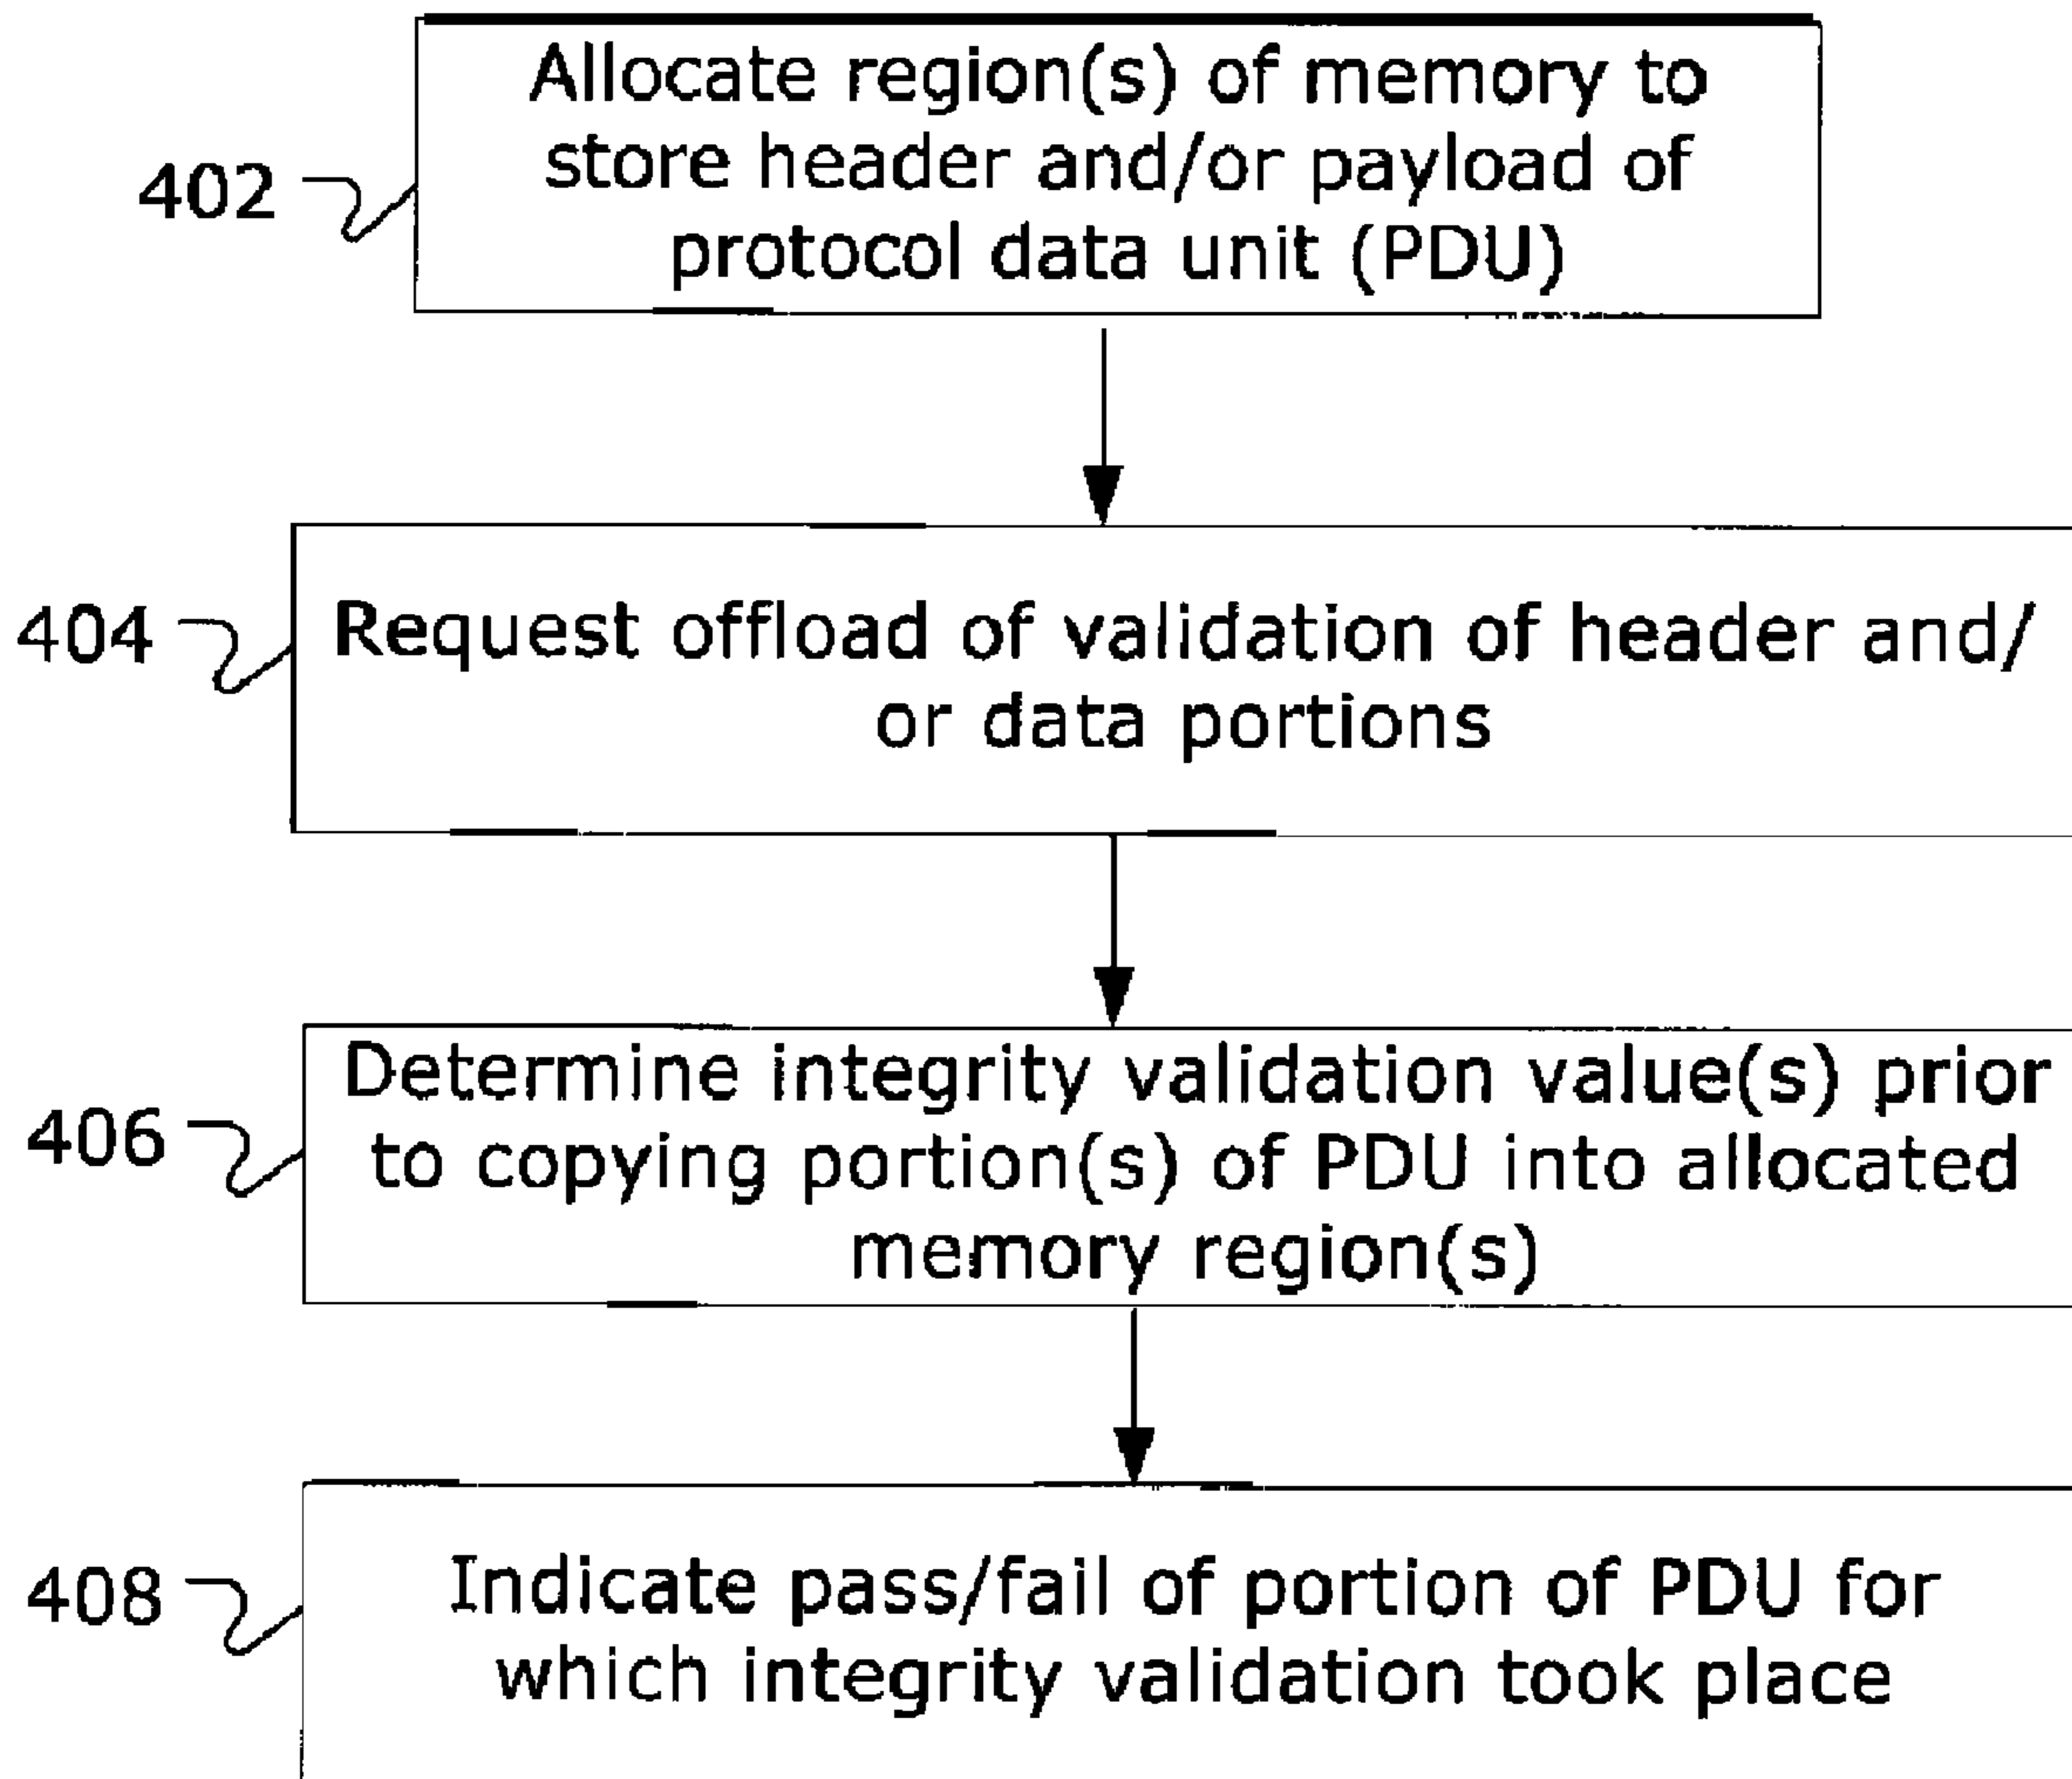 Allocate region(s) of memory to
store header and/or payload of
protocol data unit (PDU)
402
404
Request offload of validation of header and/
or data portions
406
Determine integrity validation value(s) prior
to copying portion(s) of PDU into allocated
memory region(s)
408
Indicate pass/fail of portion of PDU for
which integrity validation took place